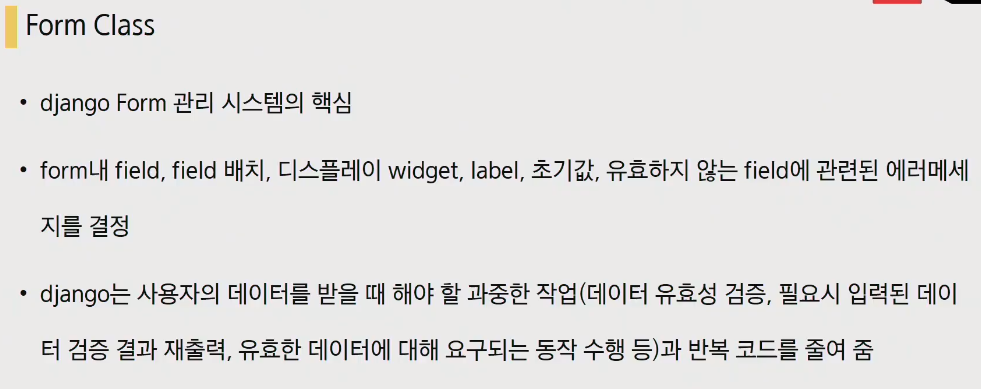 Form Class
• django Form 관리 시스템의 핵심
• form내 field, field 배치, 디스플레이 widget, label, 초기값, 유효하지 않는 field에 관련된 에러메세
지를 결정
• django는 사용자의 데이터를 받을 때 해야 할 과중한 작업(데이터 유효성 검증, 필요시 입력된 데이
터 검증 결과 재출력, 유효한 데이터에 대해 요구되는 동작 수행 등)과 반복 코드를 줄여 줌